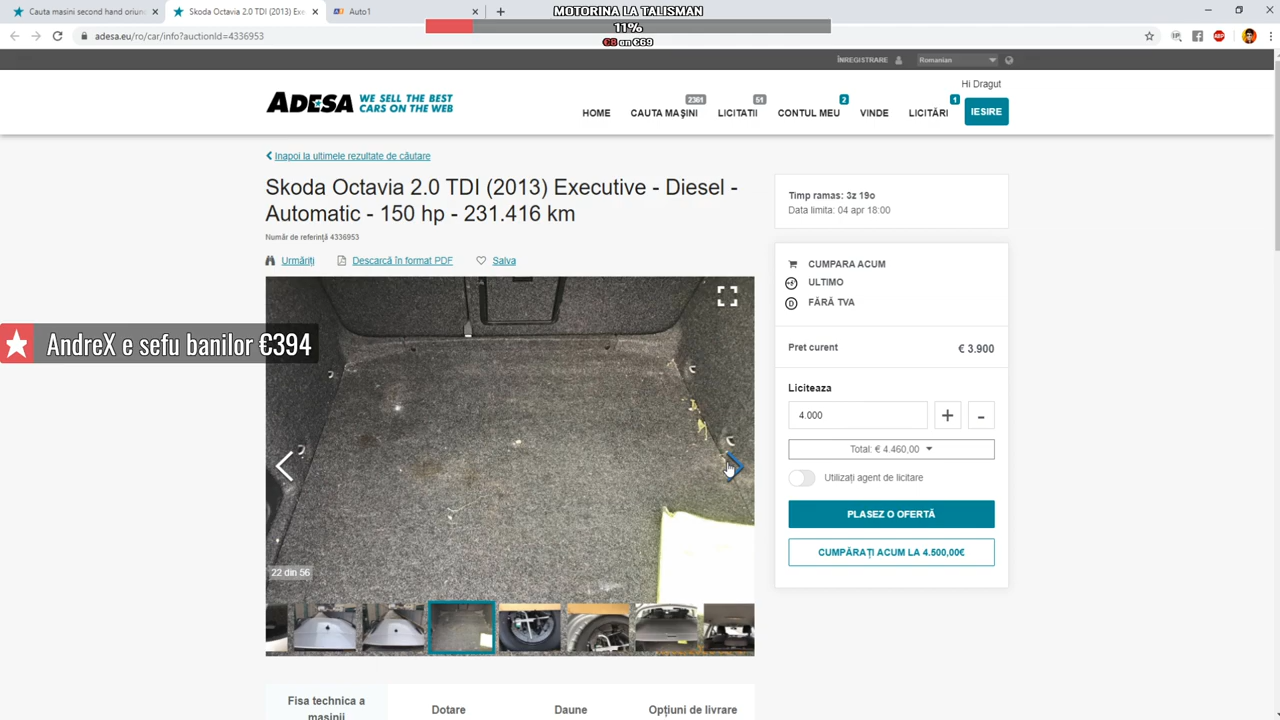 Cauta masini second hand oriun
Skoda Octavia 2.0 TDI (2013) Exec
Auto1
MOTORINA LA TALISMAN
11%
€8 an €69
adesa.eu/ro/car/info?auctionId=4336953
ÎNREGISTRARE
Romanian
Hi Dragut
ADESA WE SELL THE BEST CARS ON THE WEB
HOME
CAUTA MAȘINI 2361
LICITATII 51
CONTUL MEU 2
VINDE
LICITĂRI 1
IESIRE
Inapoi la ultimele rezultate de căutare
Skoda Octavia 2.0 TDI (2013) Executive - Diesel -
Automatic - 150 hp - 231.416 km
Număr de referință 4336953
Urmăriți
Descarcă în format PDF
Salva
AndreX e sefu banilor €394
22 din 56
Timp ramas: 3z 19o
Data limita: 04 apr 18:00
CUMPARA ACUM
ULTIMO
FĂRĂ TVA
Pret curent € 3.900
Liciteaza
4.000 + -
Total: € 4.460,00
Utilizați agent de licitare
PLASEZ O OFERTĂ
CUMPĂRAȚI ACUM LA 4.500,00€
Fisa technica a
masinii
Dotare
Daune
Opțiuni de livrare